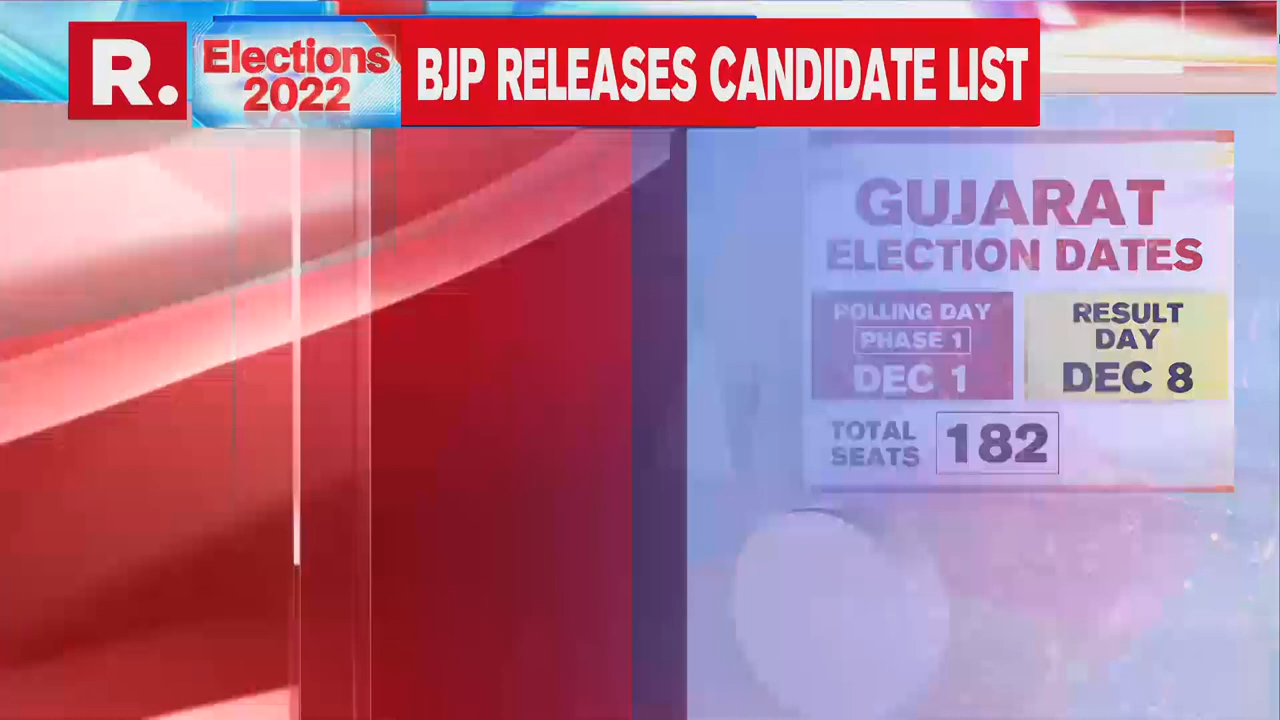 R.
Elections
2022
BJP RELEASES CANDIDATE LIST
GUJARAT
ELECTION DATES
POLLING DAY
PHASE 1
DEC 1
RESULT
DAY
DEC 8
TOTAL
SEATS
182